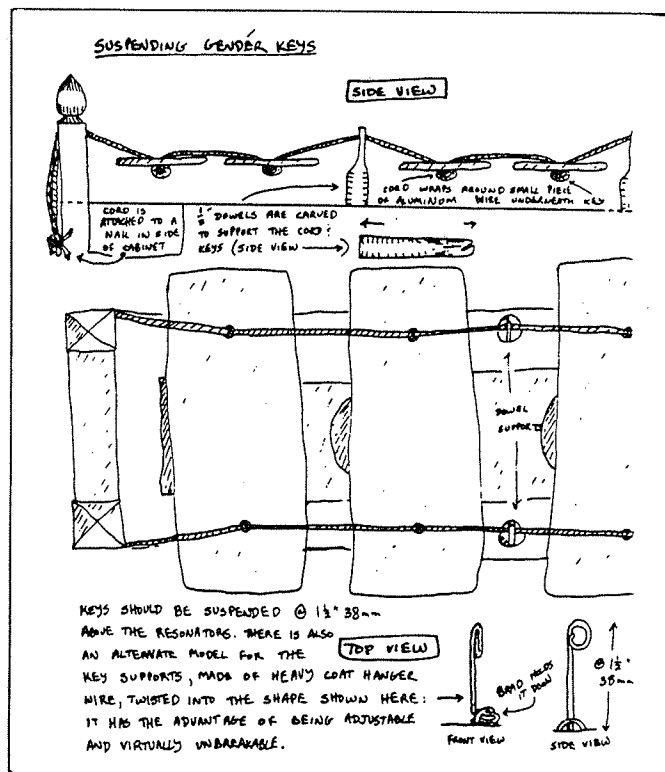 SUSPENDING GENDÉR KEYS
SIDE VIEW
CORD WRAPS AROUND SMALL PIECE
OF ALUMINUM WIRE UNDERNEATH KEY
CORD IS
ATTACHED TO A
NAIL IN SIDE
OF CABINET
DOWELS ARE CARVED
TO SUPPORT THE CORD:
KEYS (SIDE VIEW
DOWEL
SUPPORTS
KEYS SHOULD BE SUSPENDED @ 1½" 38mm
ABOVE THE RESONATORS. THERE IS ALSO
AN ALTERNATE MODEL FOR THE
KEY SUPPORTS, MADE OF HEAVY COAT HANGER
WIRE, TWISTED INTO THE SHAPE SHOWN HERE:
IT HAS THE ADVANTAGE OF BEING ADJUSTABLE
AND VIRTUALLY UNBREAKABLE.
TOP VIEW
BRAD HOLDS
IT DOWN
@ 1½"
38mm
FRONT VIEW
SIDE VIEW